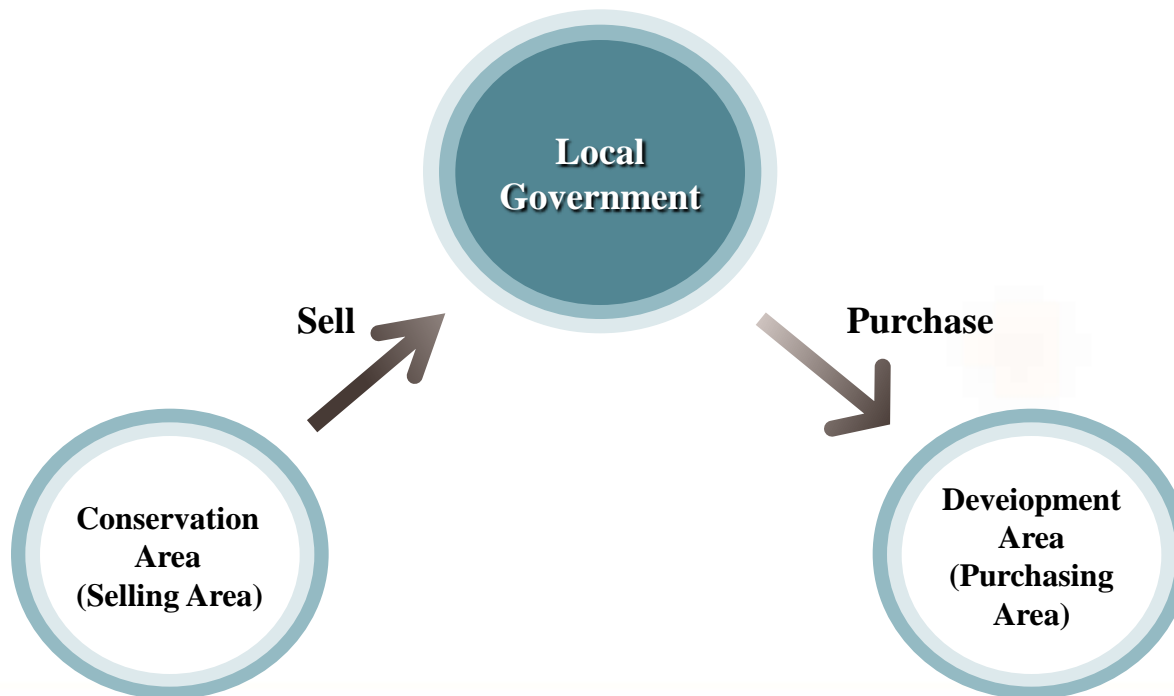 Local
Government
Sell
Purchase
Conservation
Area
(Selling Area)
Deveiopment
Area
(Purchasing
Area)